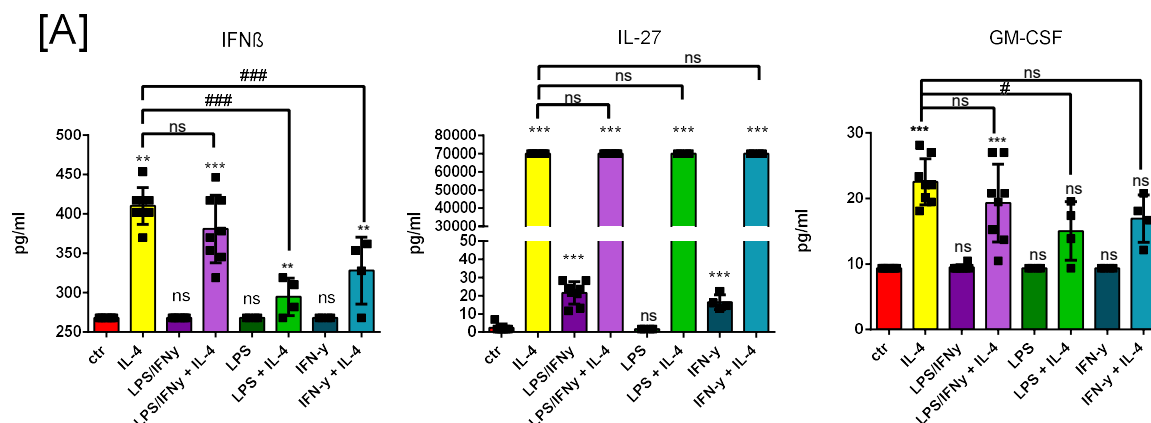 [A]
IFNß
###
###
ns
pg/ml
500
450
400
350
300
250
**
***
ns
ns
**
ns
**
ctr
IL-4
LPS/IFNy
LPS/IFNy + IL-4
LPS
LPS + IL-4
IFN-y
IFN-y + IL-4
IL-27
ns
ns
ns
pg/ml
80000
70000
60000
50000
40000
30000
20000
10000
50
40
30
20
10
0
***
***
***
***
***
ns
***
ctr
IL-4
LPS/IFNy
LPS/IFNy + IL-4
LPS
LPS + IL-4
IFN-y
IFN-y + IL-4
GM-CSF
ns
#
ns
pg/ml
30
20
10
0
***
ns
***
ns
ns
ns
ns
ctr
IL-4
LPS/IFNy
LPS/IFNy + IL-4
LPS
LPS + IL-4
IFN-y
IFN-y + IL-4